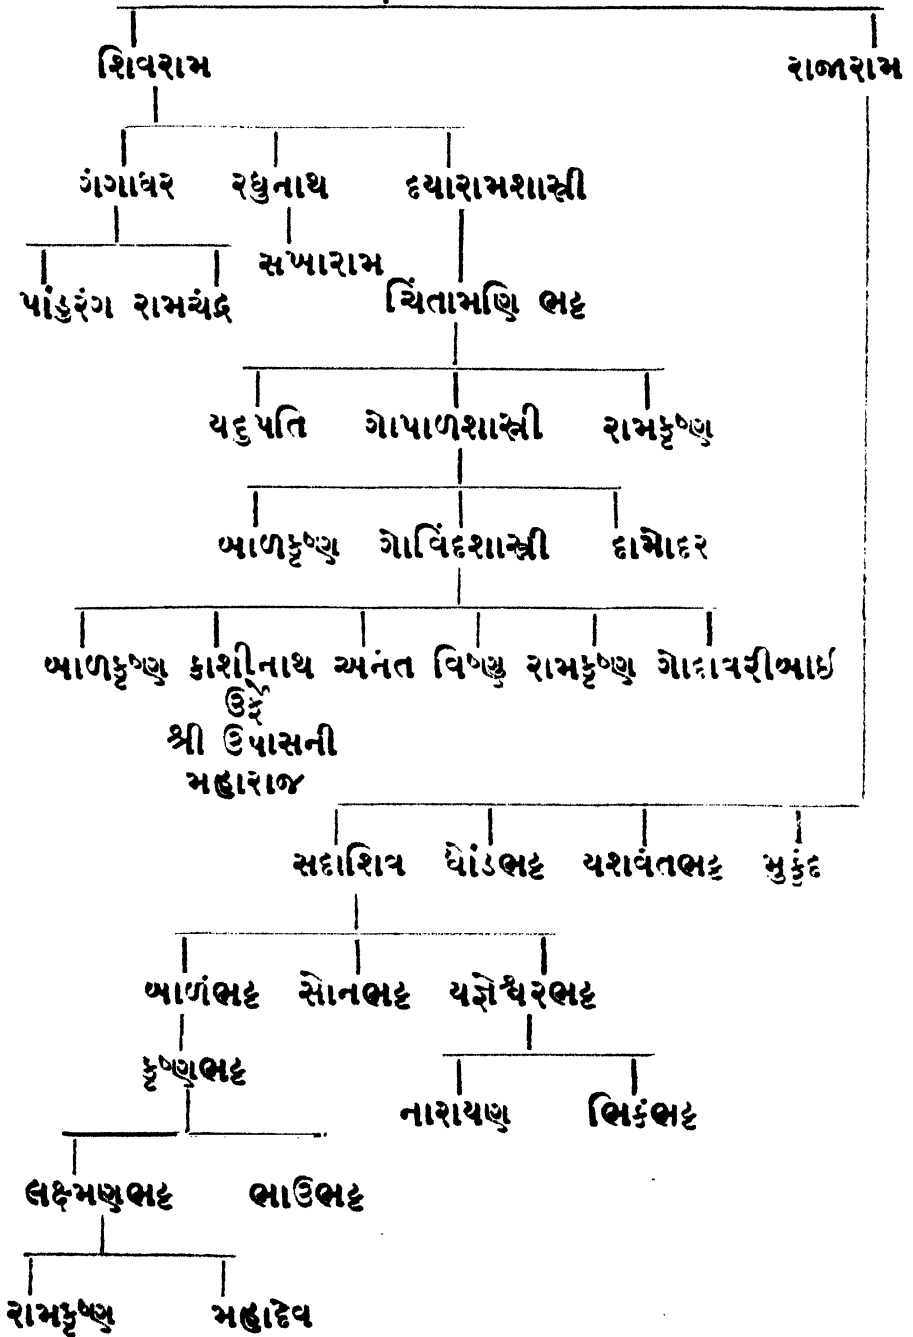 શિવરામ રાજારામ
ગંગાધર રઘુનાથ દયારામશાસ્ત્રી
સખારામ
પાંડુરંગ રામચંદ્ર ચિંતામણિ ભટ્ટ
યદુપતિ ગોપાળશાસ્ત્રી રામકૃષ્ણ
બાળકૃષ્ણ ગોવિંદશાસ્ત્રી દામોદર
બાળકૃષ્ણ કાશીનાથ અનંત વિષ્ણુ રામકૃષ્ણ ગોદાવરીબાઇ
ઉર્ફે
શ્રી ઉપાસની
મહારાજ
સદાશિવ ધોંડભટ્ટ યશવંતભટ્ટ મુકુંદ
બાળંભટ્ટ સોનભટ્ટ યજ્ઞેશ્વરભટ્ટ
કૃષ્ણભટ્ટ
નારાયણ ભિકંભટ્ટ
લક્ષ્મણભટ્ટ ભાઉભટ્ટ
રામકૃષ્ણ મહાદેવ